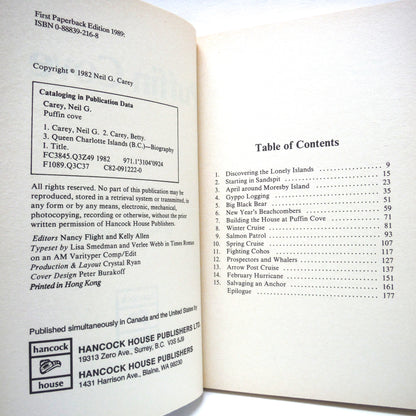 First Paperback Edition 1989:
ISBN 0-88839-216-8
Copyright © 1982 Neil G. Carey
Cataloging in Publication Data
Carey, Neil G.
Puffin cove
1. Carey, Neil G. 2. Carey, Betty.
3. Queen Charlotte Islands (B.C.)—Biography
1. Title.
FC3845.Q3Z49 1982 971.1'3104'0924
F1089.Q3C37 C82-091222-0
All rights reserved. No part of this publication may be
reproduced, stored in a retrieval system or transmitted, in
any form or by any means, electronic, mechanical,
photocopying, recording or otherwise, without the prior
written permission of Hancock House Publishers.
Editors Nancy Flight and Kelly Allen
Typeset by Lisa Smedman and Verlee Webb in Times Roman
on an AM Varityper Comp/Edit
Production & Layout Crystal Ryan
Cover Design Peter Burakoff
Printed in Hong Kong
Published simultaneously in Canada and the United States by
hancock
house
HANCOCK HOUSE PUBLISHERS LTD.
19313 Zero Ave., Surrey, B.C. V3S 5J9
HANCOCK HOUSE PUBLISHERS
1431 Harrison Ave., Blaine, WA 98230
Table of Contents
1. Discovering the Lonely Islands 9
2. Starting in Sandspit 15
3. April around Moresby Island 23
4. Gyppo Logging 35
5. Big Black Bear 51
6. New Year's Beachcombers 59
7. Building the House at Puffin Cove 71
8. Winter Cruise 81
9. Salmon Patrol 93
10. Spring Cruise 107
11. Fighting Cohos 121
12. Prospectors and Whalers 127
13. Arrow Post Cruise 137
14. February Hurricane 151
15. Salvaging an Anchor 161
Epilogue 177